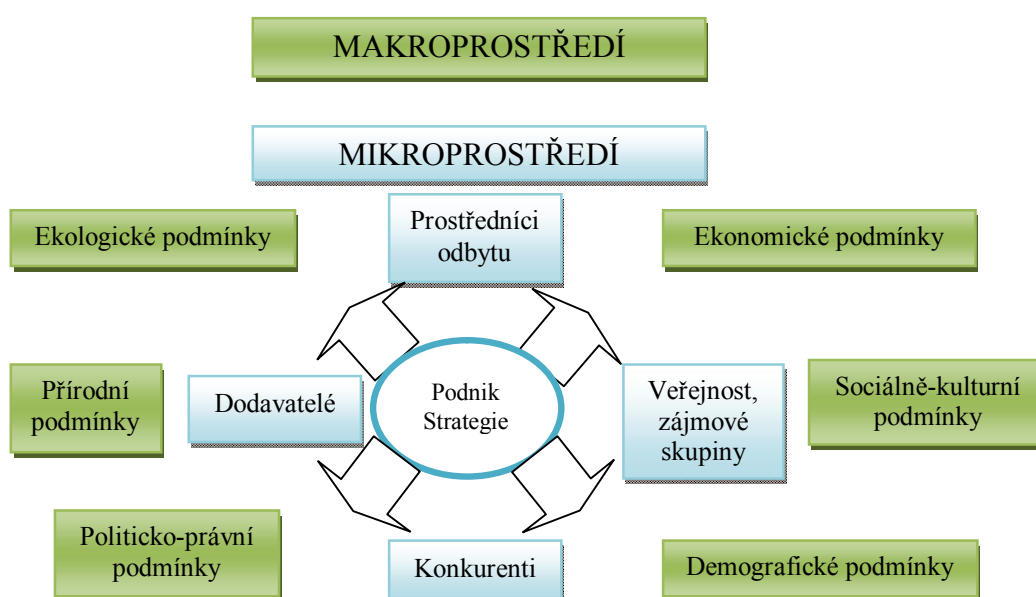 MAKROPROSTŘEDÍ
MIKROPROSTŘEDÍ
Ekologické podmínky
Prostředníci
odbytu
Ekonomické podmínky
Přírodní
podmínky
Dodavatelé
Podnik
Strategie
Veřejnost,
zájmové
skupiny
Sociálně-kulturní
podmínky
Politicko-právní
podmínky
Konkurenti
Demografické podmínky